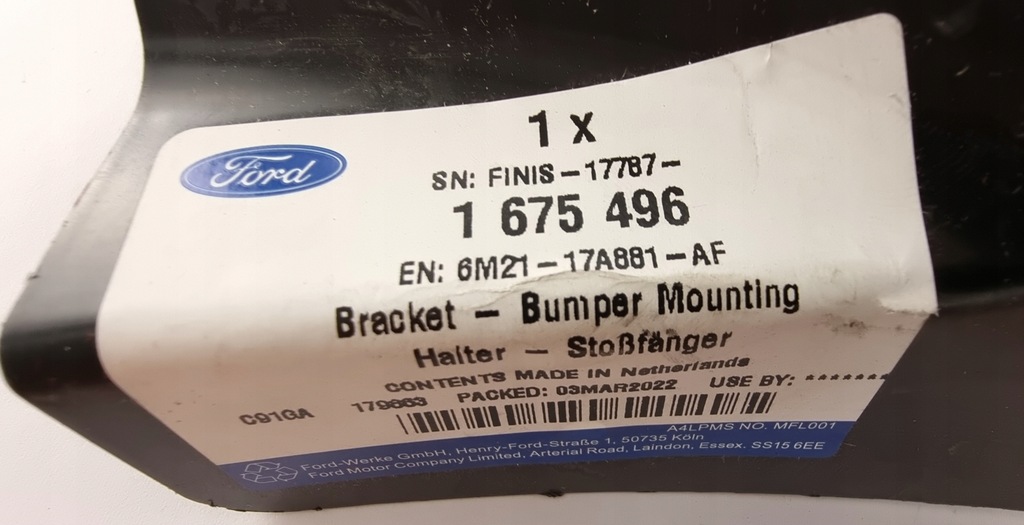 Ford
1 x
SN: FINIS-17787-
1 675 496
EN: 6M21-17A881-AF
Bracket - Bumper Mounting
Halter - Stoßfänger
CONTENTS MADE IN Netherlands
C91GA 179663 PACKED: 03MAR2022 USE BY: *******
A4LPMS NO. MFL001
Ford-Werke GmbH, Henry-Ford-Straße 1, 50735 Köln
Ford Motor Company Limited, Arterial Road, Laindon, Essex. SS15 6EE